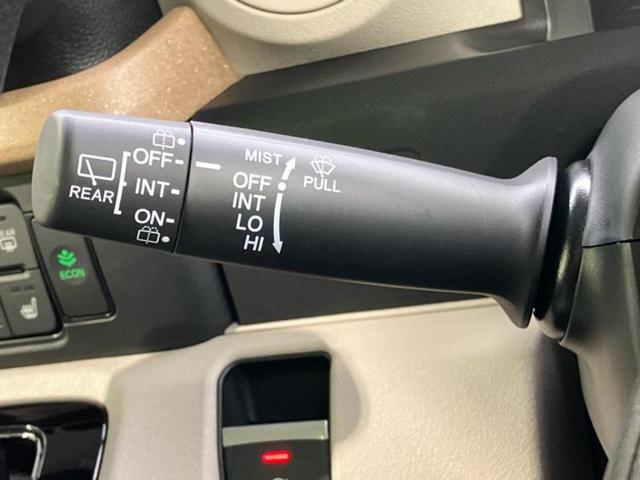 OFF
INT
ON
REAR
MIST
OFF
INT
LO
HI
PULL
ECON